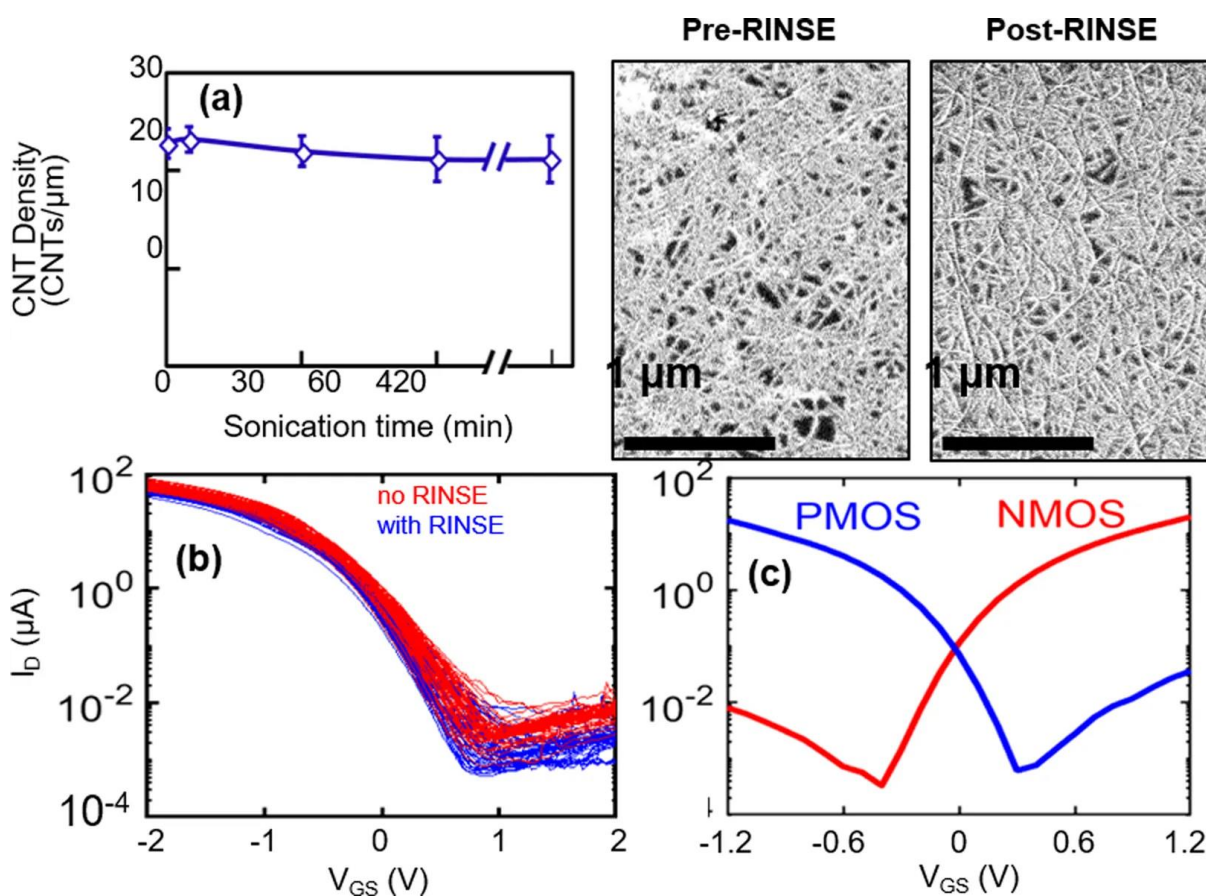 Pre-RINSE
Post-RINSE
30
(a)
20
10
0
CNT Density
(CNTs/µm)
0 30 60 420
Sonication time (min)
1 µm
1 µm
10²
10⁰
10⁻²
10⁻⁴
I_D (µA)
no RINSE
with RINSE
(b)
-2 -1 0 1 2
V_GS (V)
10²
10⁰
10⁻²
PMOS NMOS
(c)
-1.2 -0.6 0 0.6 1.2
V_GS (V)